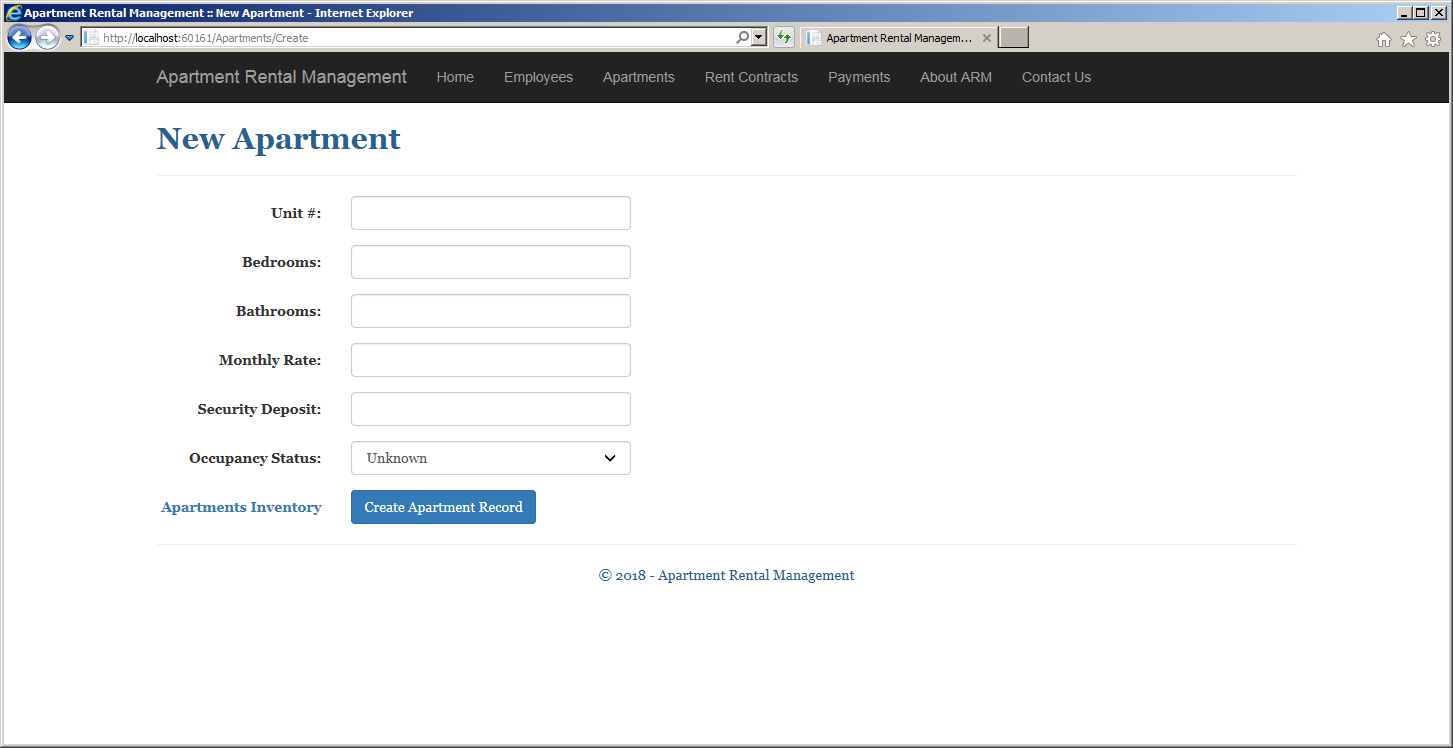 Apartment Rental Management :: New Apartment - Internet Explorer
http://localhost:60161/Apartments/Create
Apartment Rental Managem...
Apartment Rental Management Home Employees Apartments Rent Contracts Payments About ARM Contact Us
New Apartment
Unit #:
Bedrooms:
Bathrooms:
Monthly Rate:
Security Deposit:
Occupancy Status: Unknown
Apartments Inventory Create Apartment Record
© 2018 - Apartment Rental Management